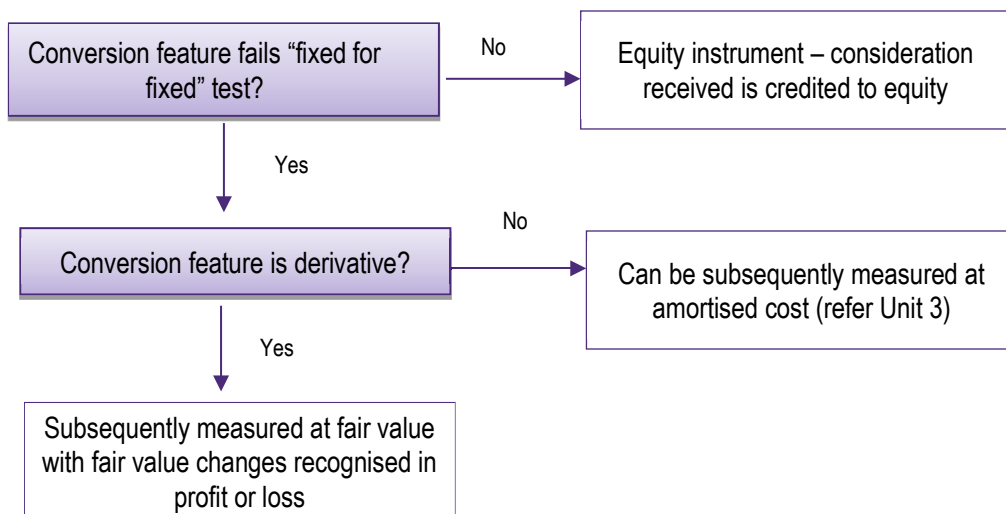 Conversion feature fails “fixed for
fixed” test?
No
Equity instrument – consideration
received is credited to equity
Yes
Conversion feature is derivative?
No
Can be subsequently measured at
amortised cost (refer Unit 3)
Yes
Subsequently measured at fair value
with fair value changes recognised in
profit or loss